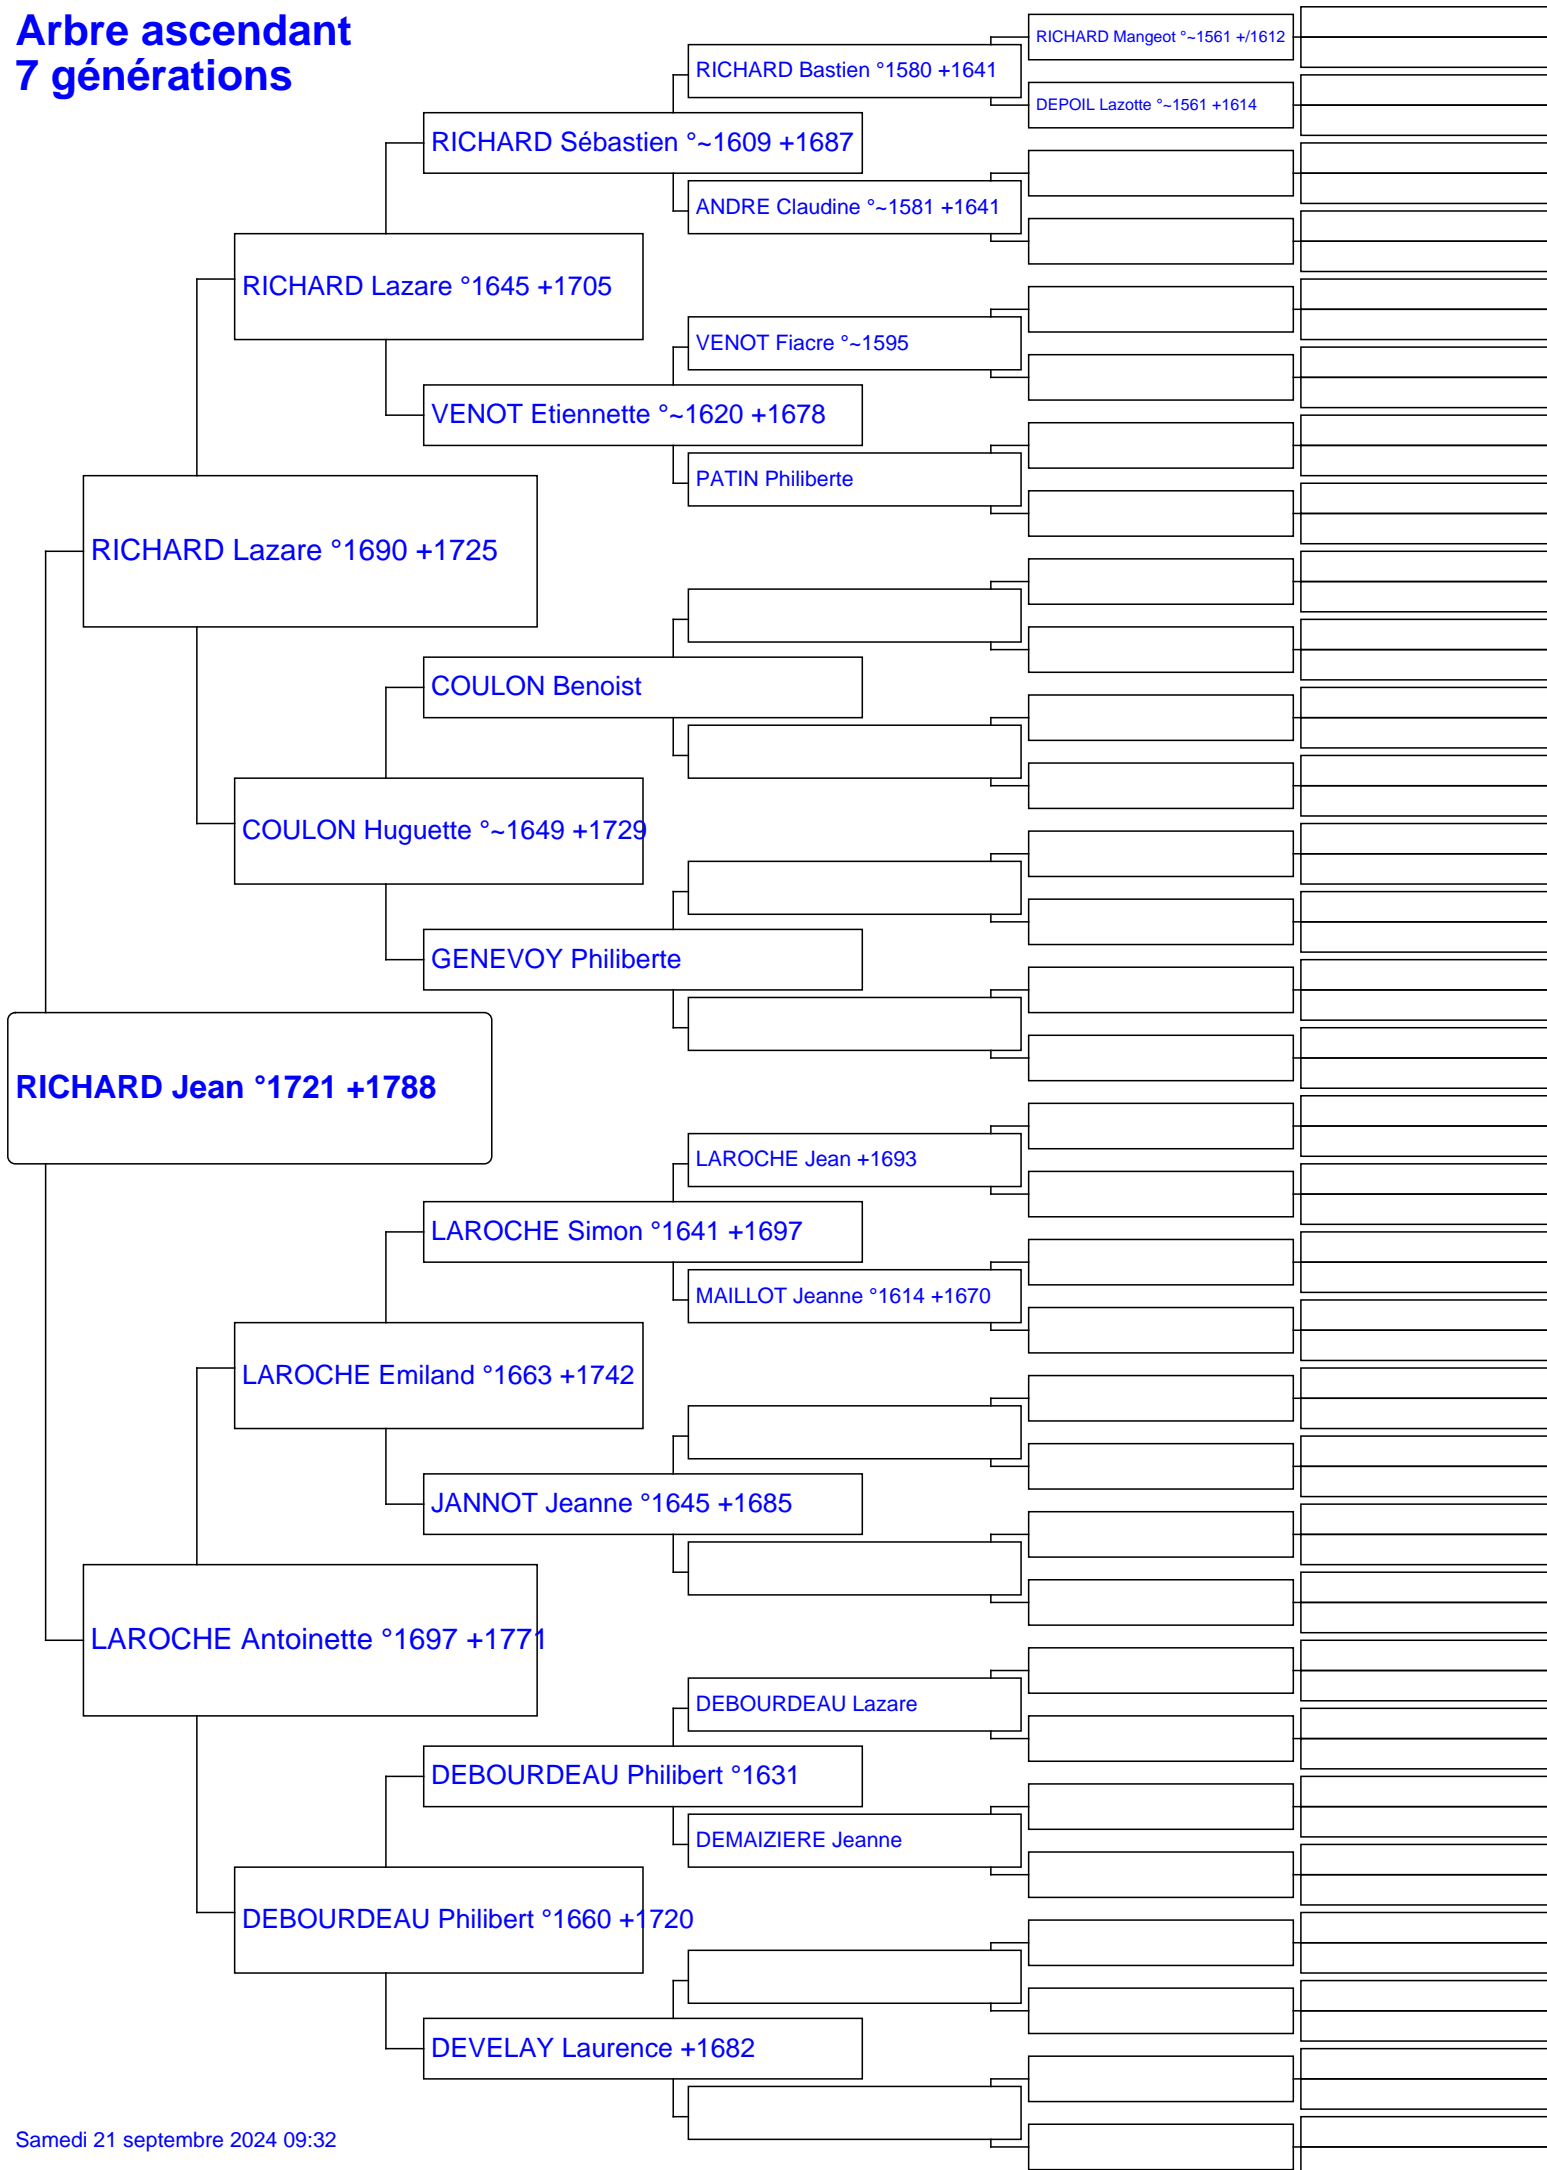 Arbre ascendant
7 générations
RICHARD Mangeot °~1561 +/1612
RICHARD Bastien °1580 +1641
DEPOIL Lazotte °~1561 +1614
RICHARD Sébastien °~1609 +1687
ANDRE Claudine °~1581 +1641
RICHARD Lazare °1645 +1705
VENOT Fiacre °~1595
VENOT Etiennette °~1620 +1678
PATIN Philiberte
RICHARD Lazare °1690 +1725
COULON Benoist
COULON Huguette °~1649 +1729
GENEVOY Philiberte
RICHARD Jean °1721 +1788
LAROCHE Jean +1693
LAROCHE Simon °1641 +1697
MAILLOT Jeanne °1614 +1670
LAROCHE Emiland °1663 +1742
JANNOT Jeanne °1645 +1685
LAROCHE Antoinette °1697 +1771
DEBOURDEAU Lazare
DEBOURDEAU Philibert °1631
DEMAIZIERE Jeanne
DEBOURDEAU Philibert °1660 +1720
DEVELAY Laurence +1682
Samedi 21 septembre 2024 09:32